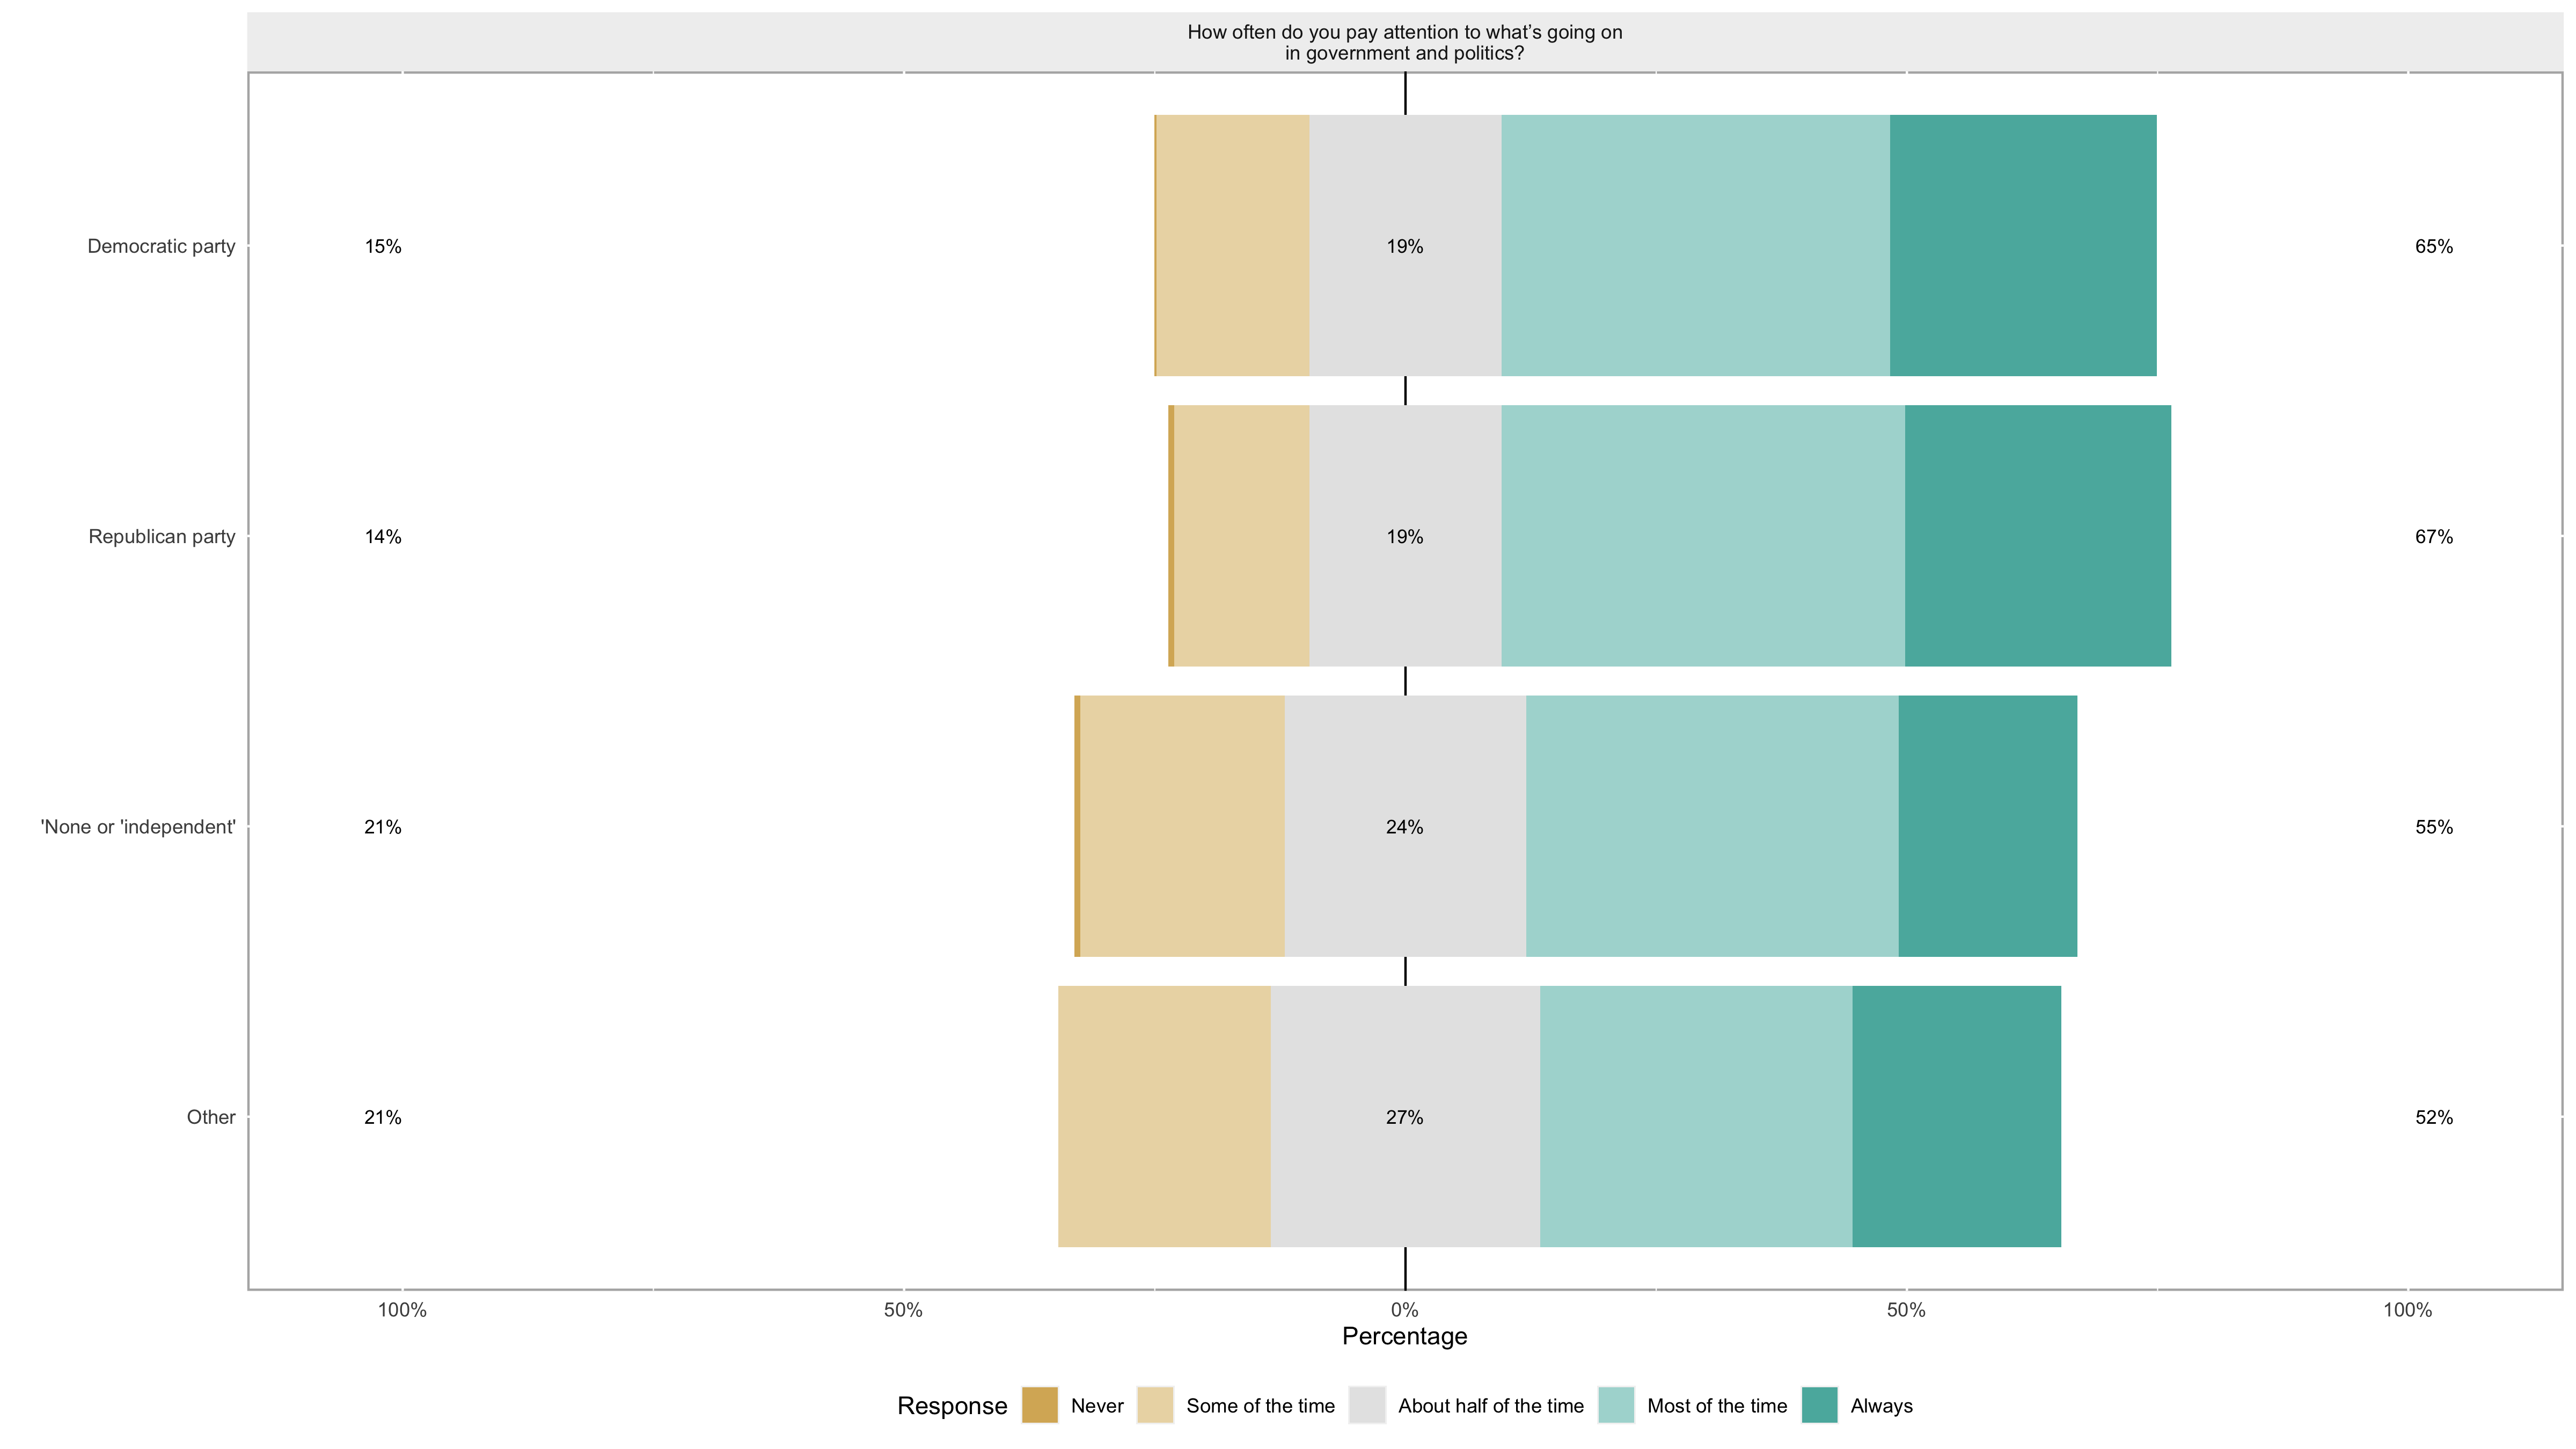 How often do you pay attention to what’s going on
in government and politics?
Democratic party
15%
19%
65%
Republican party
14%
19%
67%
'None or 'independent'
21%
24%
55%
Other
21%
27%
52%
100%
50%
0%
50%
100%
Percentage
Response
Never
Some of the time
About half of the time
Most of the time
Always